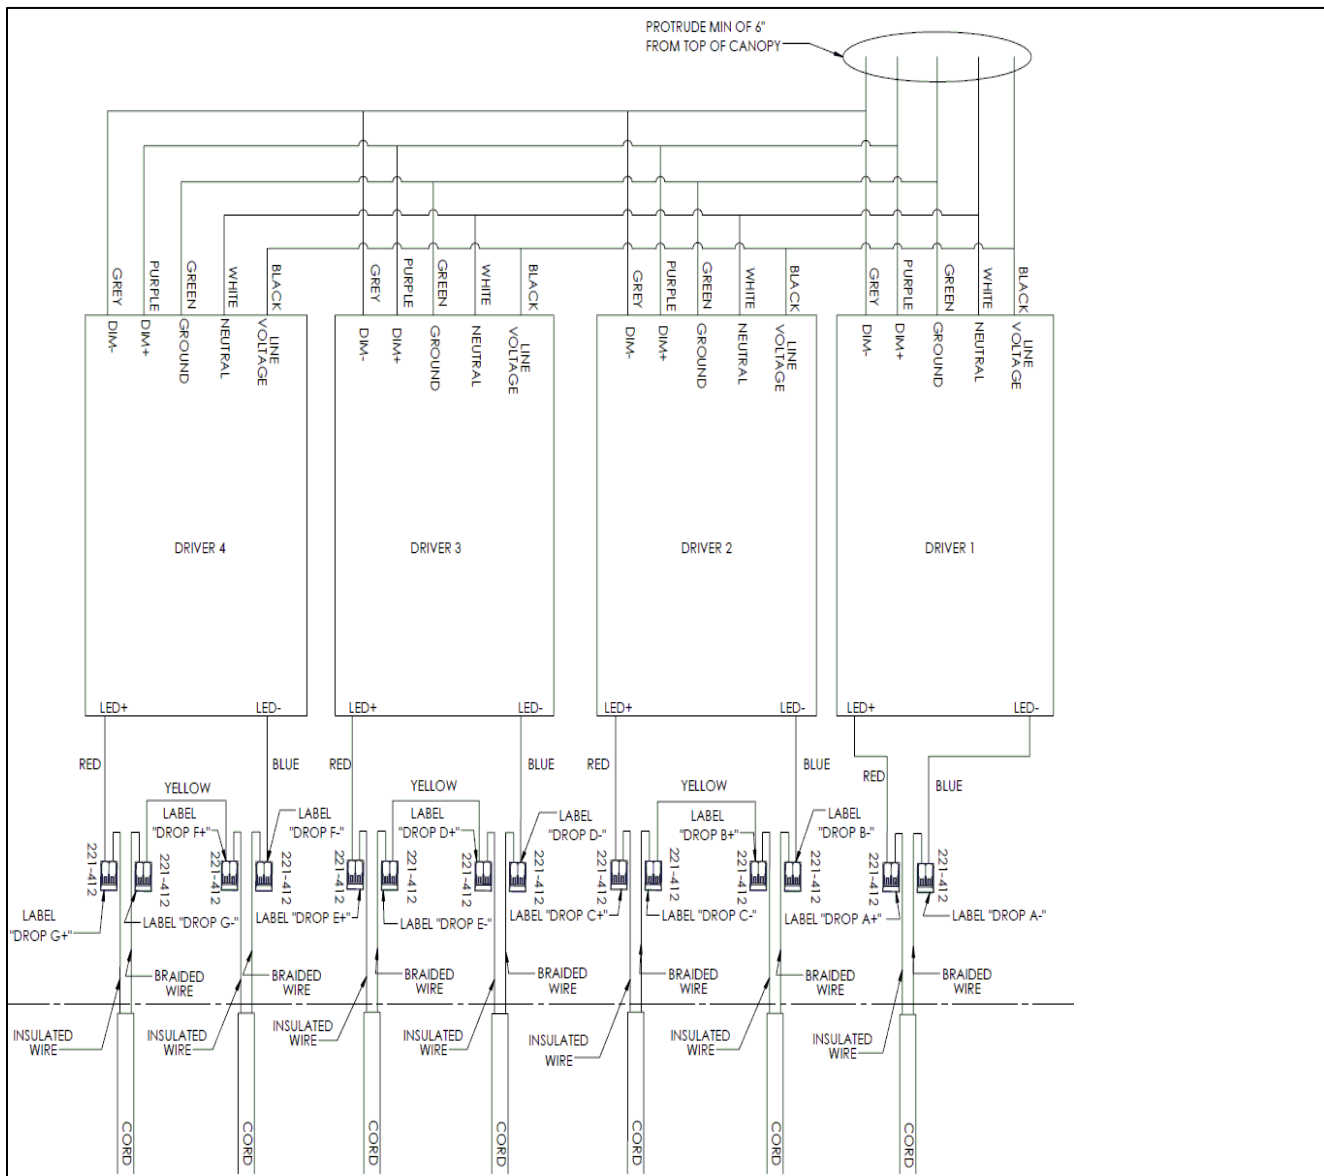 PROTRUDE MIN OF 6"
FROM TOP OF CANOPY
GREY
PURPLE
GREEN
WHITE
BLACK
GREY
PURPLE
GREEN
WHITE
BLACK
GREY
PURPLE
GREEN
WHITE
BLACK
GREY
PURPLE
GREEN
WHITE
BLACK
DIM-
DIM+
GROUND
NEUTRAL
LINE
VOLTAGE
DIM-
DIM+
GROUND
NEUTRAL
LINE
VOLTAGE
DIM-
DIM+
GROUND
NEUTRAL
LINE
VOLTAGE
DIM-
DIM+
GROUND
NEUTRAL
LINE
VOLTAGE
DRIVER 4
DRIVER 3
DRIVER 2
DRIVER 1
LED+
LED-
LED+
LED-
LED+
LED-
LED+
LED-
RED
BLUE
RED
BLUE
RED
BLUE
RED
BLUE
YELLOW
YELLOW
YELLOW
LABEL
"DROP F+"
LABEL
"DROP F-"
LABEL
"DROP D+"
LABEL
"DROP D-"
LABEL
"DROP B+"
LABEL
"DROP B-"
221-412
221-412
221-412
221-412
221-412
221-412
221-412
221-412
221-412
221-412
221-412
221-412
221-412
221-412
LABEL
"DROP G+"
LABEL "DROP G-"
LABEL "DROP E+"
LABEL "DROP E-"
LABEL "DROP C+"
LABEL "DROP C-"
LABEL "DROP A+"
LABEL "DROP A-"
BRAIDED
WIRE
BRAIDED
WIRE
BRAIDED
WIRE
BRAIDED
WIRE
BRAIDED
WIRE
BRAIDED
WIRE
BRAIDED
WIRE
INSULATED
WIRE
INSULATED
WIRE
INSULATED
WIRE
INSULATED
WIRE
INSULATED
WIRE
INSULATED
WIRE
INSULATED
WIRE
CORD
CORD
CORD
CORD
CORD
CORD
CORD